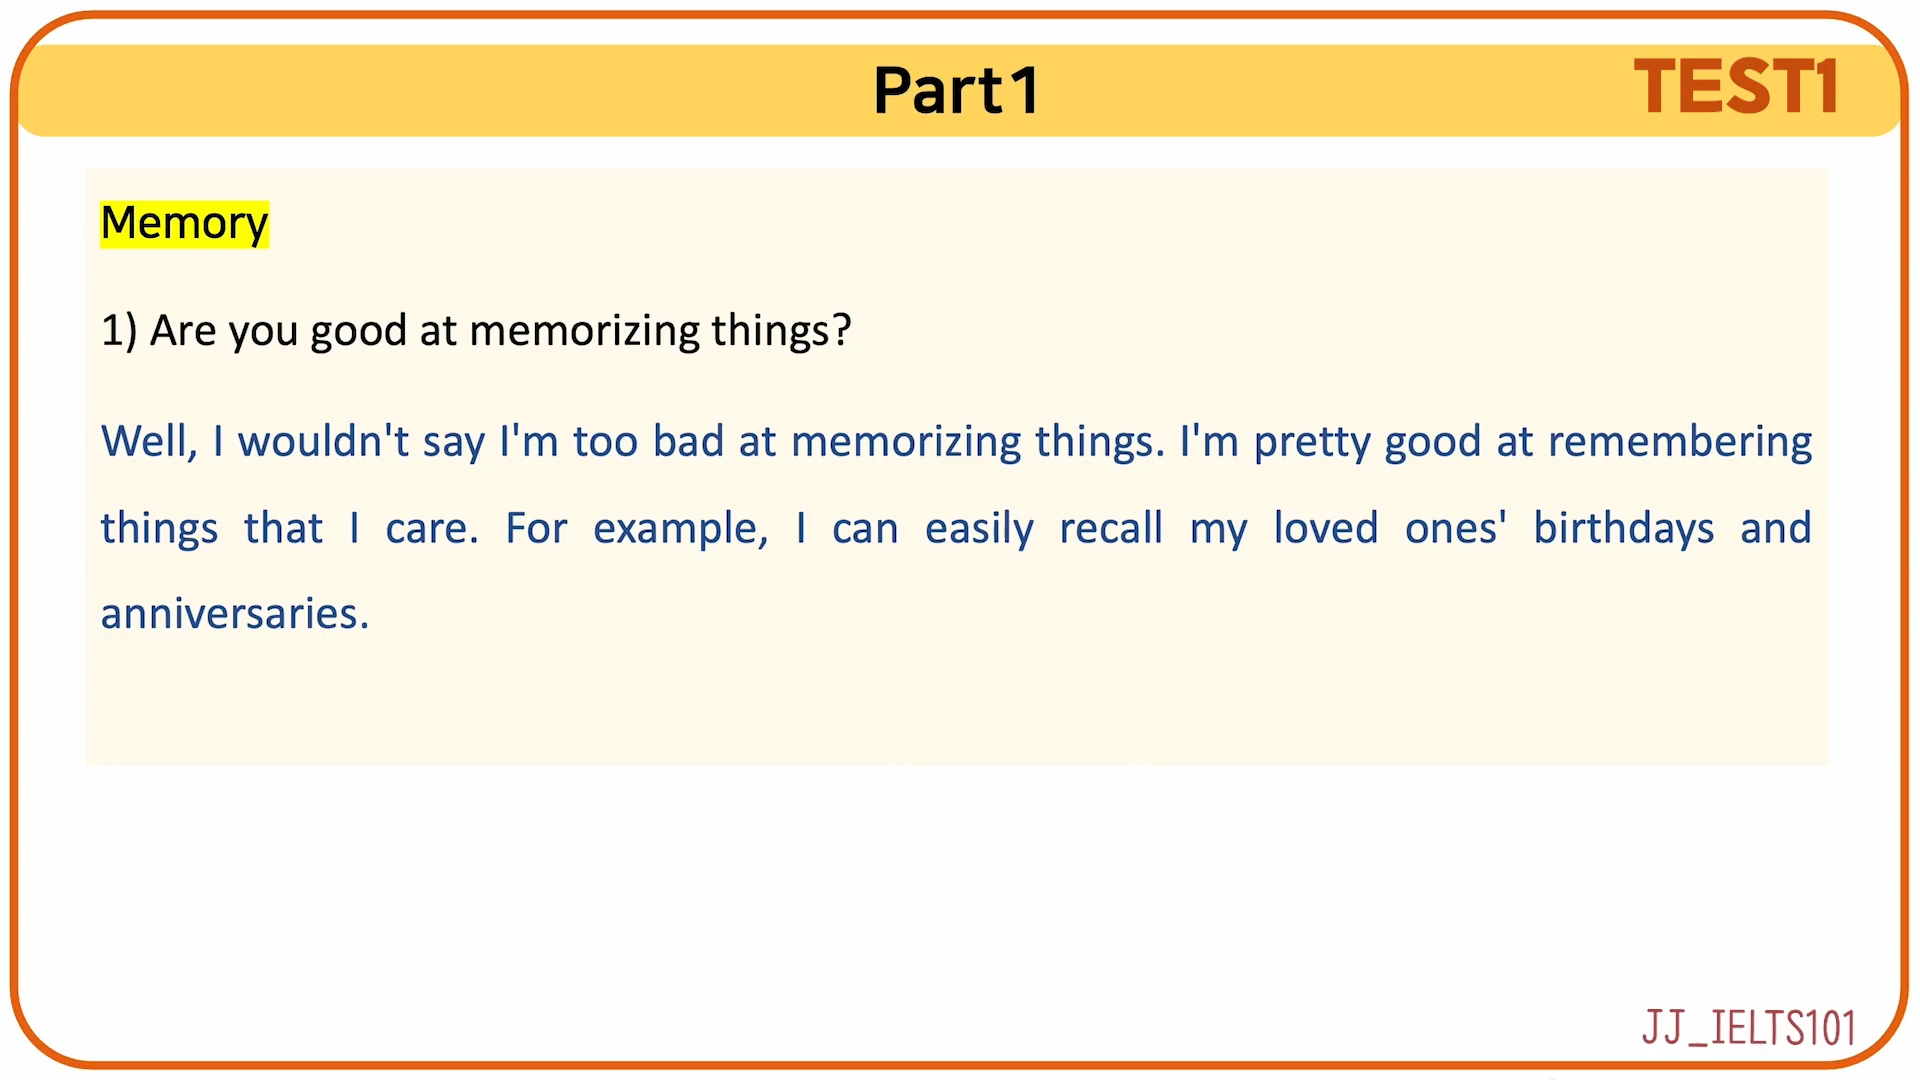 Part1
TEST1
Memory
1) Are you good at memorizing things?
Well, I wouldn't say I'm too bad at memorizing things. I'm pretty good at remembering
things that I care. For example, I can easily recall my loved ones' birthdays and
anniversaries.
JJ_IELTS101